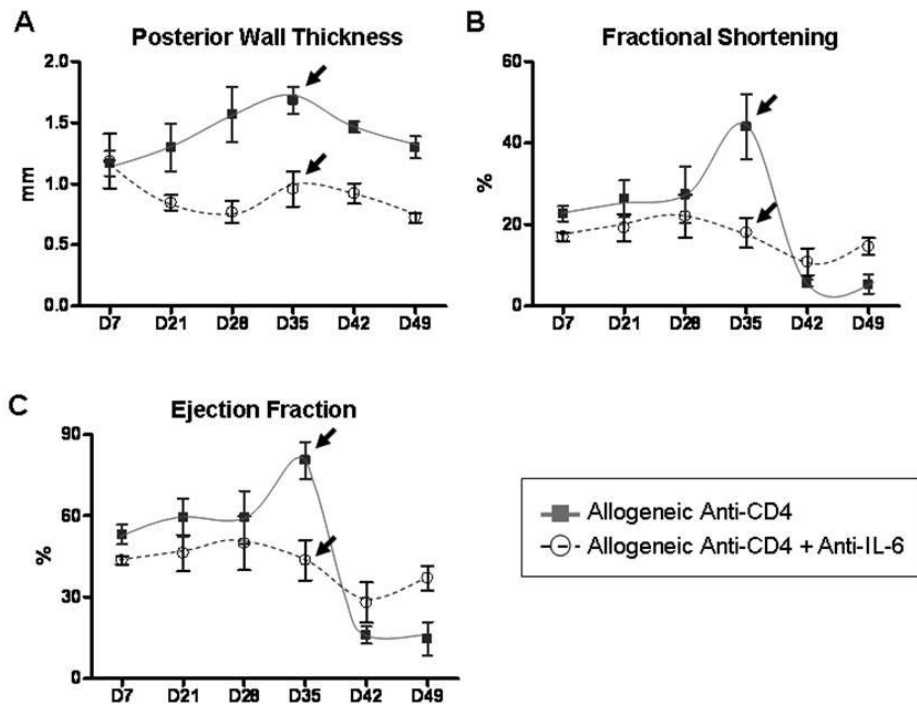 A
Posterior Wall Thickness
2.0
1.5
1.0
0.5
0.0
mm
D7 D21 D28 D35 D42 D49
B
Fractional Shortening
60
40
20
0
%
D7 D21 D28 D35 D42 D49
C
Ejection Fraction
90
60
30
0
%
D7 D21 D28 D35 D42 D49
Allogeneic Anti-CD4
Allogeneic Anti-CD4 + Anti-IL-6